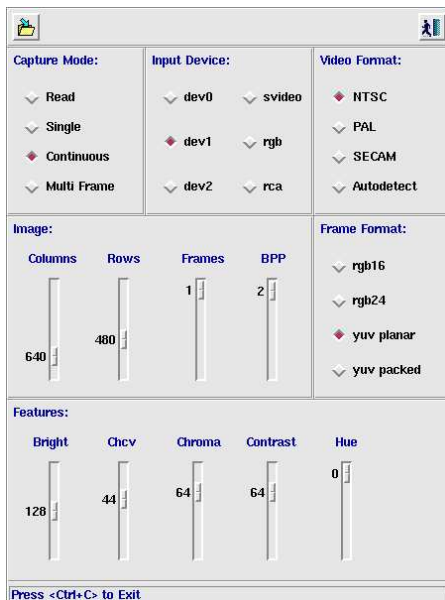 Capture Mode:
Read
Single
Continuous
Multi Frame
Input Device:
dev0
svideo
dev1
rgb
dev2
rca
Video Format:
NTSC
PAL
SECAM
Autodetect
Image:
Columns
Rows
Frames
BPP
640
480
1
2
Frame Format:
rgb16
rgb24
yuv planar
yuv packed
Features:
Bright
Chcv
Chroma
Contrast
Hue
128
44
64
64
0
Press <Ctrl+C> to Exit